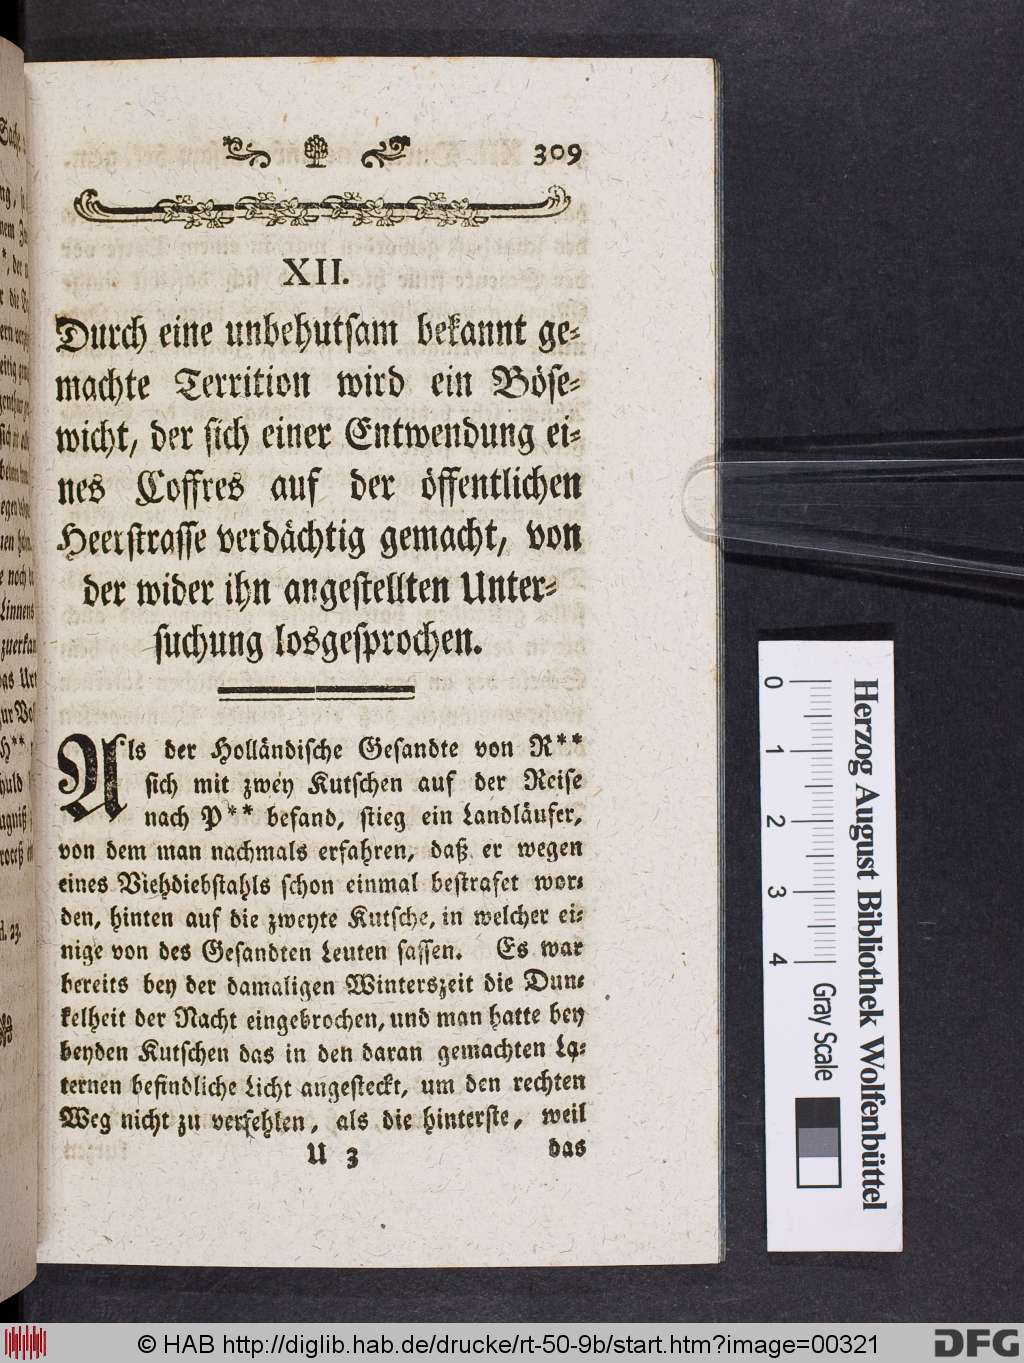 309
XII.
Durch eine unbehutsam bekannt ge-
machte Territion wird ein Böse-
wicht, der sich einer Entwendung ei-
nes Coffres auf der öffentlichen
Heerstrasse verdächtig gemacht, von
der wider ihn angestellten Unter-
suchung losgesprochen.
Als der Holländische Gesandte von R**
sich mit zwey Kutschen auf der Reise
nach P** befand, stieg ein Landläufer,
von dem man nachmals erfahren, daß er wegen
eines Viehdiebstahls schon einmal bestrafet wor-
den, hinten auf die zweyte Kutsche, in welcher ei-
nige von des Gesandten Leuten sassen. Es war
bereits bey der damaligen Winterszeit die Dun-
kelheit der Nacht eingebrochen, und man hatte bey
beyden Kutschen das in den daran gemachten La-
ternen befindliche Licht angesteckt, um den rechten
Weg nicht zu verfehlen, als die hinterste, weil
U 3 das
Herzog August Bibliothek Wolfenbüttel
0 1 2 3 4 Gray Scale
© HAB http://diglib.hab.de/drucke/rt-50-9b/start.htm?image=00321
DFG